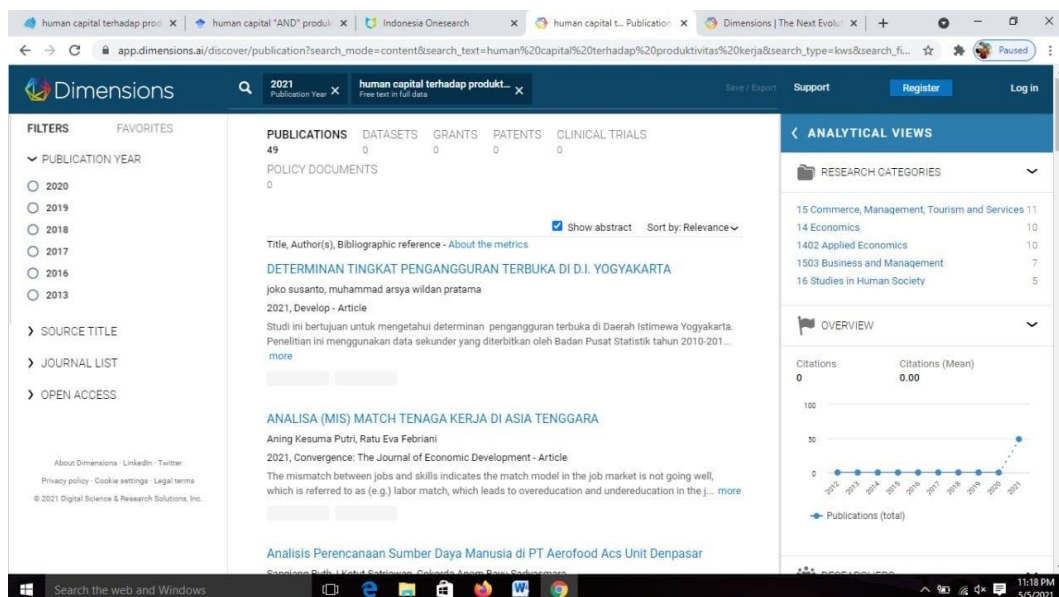 human capital terhadap prod
human capital "AND" produk
Indonesia Onesearch
human capital t... Publication
Dimensions | The Next Evolut
app.dimensions.ai/discover/publication?search_mode=content&search_text=human%20capital%20terhadap%20produktivitas%20kerja&search_type=kws&search_fi...
Paused
Dimensions
2021
Publication Year
human capital terhadap produkt...
Free text in full data
Save / Export
Support
Register
Log in
FILTERS
FAVORITES
PUBLICATION YEAR
2020
2019
2018
2017
2016
2013
SOURCE TITLE
JOURNAL LIST
OPEN ACCESS
About Dimensions · LinkedIn · Twitter
Privacy policy · Cookie settings · Legal terms
© 2021 Digital Science & Research Solutions, Inc.
PUBLICATIONS DATASETS GRANTS PATENTS CLINICAL TRIALS
49 0 0 0 0
POLICY DOCUMENTS
0
Show abstract Sort by: Relevance
Title, Author(s), Bibliographic reference - About the metrics
DETERMINAN TINGKAT PENGANGGURAN TERBUKA DI D.I. YOGYAKARTA
joko susanto, muhammad arsya wildan pratama
2021, Develop - Article
Studi ini bertujuan untuk mengetahui determinan pengangguran terbuka di Daerah Istimewa Yogyakarta.
Penelitian ini menggunakan data sekunder yang diterbitkan oleh Badan Pusat Statistik tahun 2010-201...
more
ANALISA (MIS) MATCH TENAGA KERJA DI ASIA TENGGARA
Aning Kesuma Putri, Ratu Eva Febriani
2021, Convergence: The Journal of Economic Development - Article
The mismatch between jobs and skills indicates the match model in the job market is not going well,
which is referred to as (e.g.) labor match, which leads to overeducation and undereducation in the j... more
Analisis Perencanaan Sumber Daya Manusia di PT Aerofood Acs Unit Denpasar
ANALYTICAL VIEWS
RESEARCH CATEGORIES
15 Commerce, Management, Tourism and Services 11
14 Economics 10
1402 Applied Economics 10
1503 Business and Management 7
16 Studies in Human Society 5
OVERVIEW
Citations Citations (Mean)
0 0.00
100
50
0
2012 2013 2014 2015 2016 2017 2018 2019 2020 2021
Publications (total)
Search the web and Windows
11:18 PM
5/5/2021